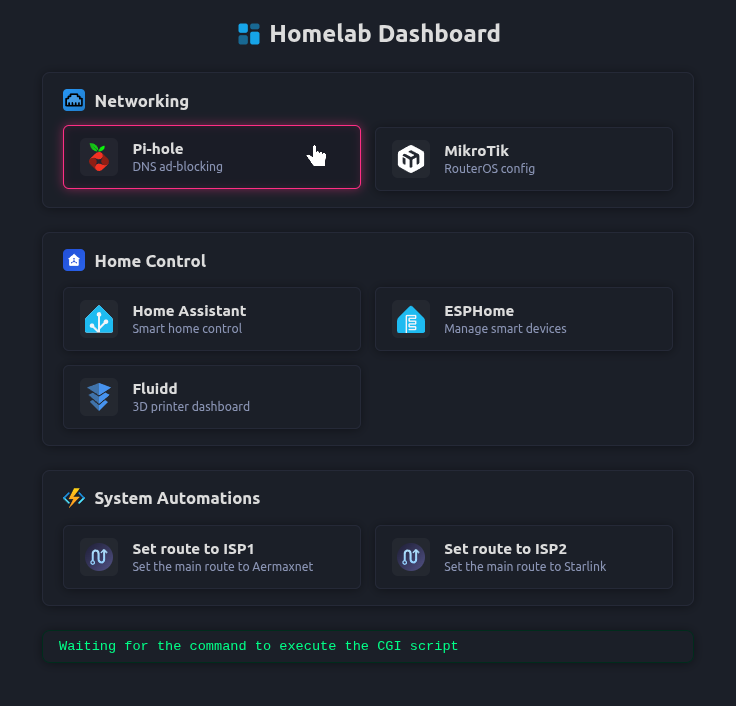 Homelab Dashboard
Networking
Pi-hole
DNS ad-blocking
MikroTik
RouterOS config
Home Control
Home Assistant
Smart home control
ESPHome
Manage smart devices
Fluidd
3D printer dashboard
System Automations
Set route to ISP1
Set the main route to Aermaxnet
Set route to ISP2
Set the main route to Starlink
Waiting for the command to execute the CGI script